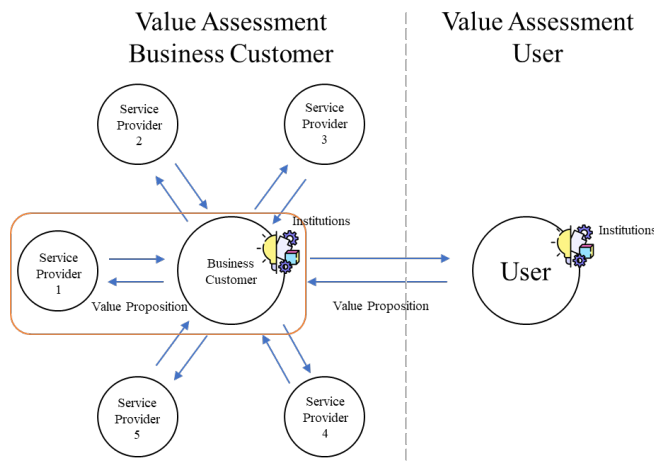 Value Assessment
Business Customer
Value Assessment
User
Service
Provider
2
Service
Provider
3
Institutions
Institutions
Service
Provider
1
Business
Customer
User
Value Proposition
Value Proposition
Service
Provider
5
Service
Provider
4